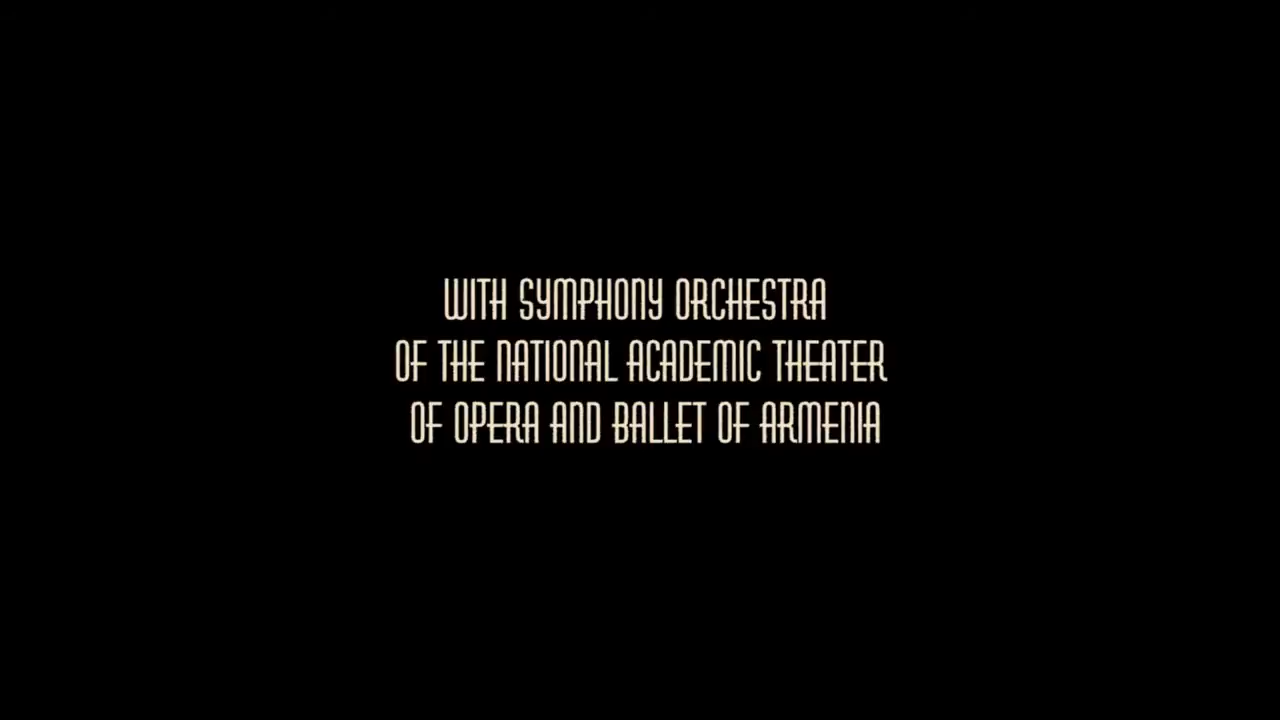 WITH SYMPHONY ORCHESTRA
OF THE NATIONAL ACADEMIC THEATER
OF OPERA AND BALLET OF ARMENIA